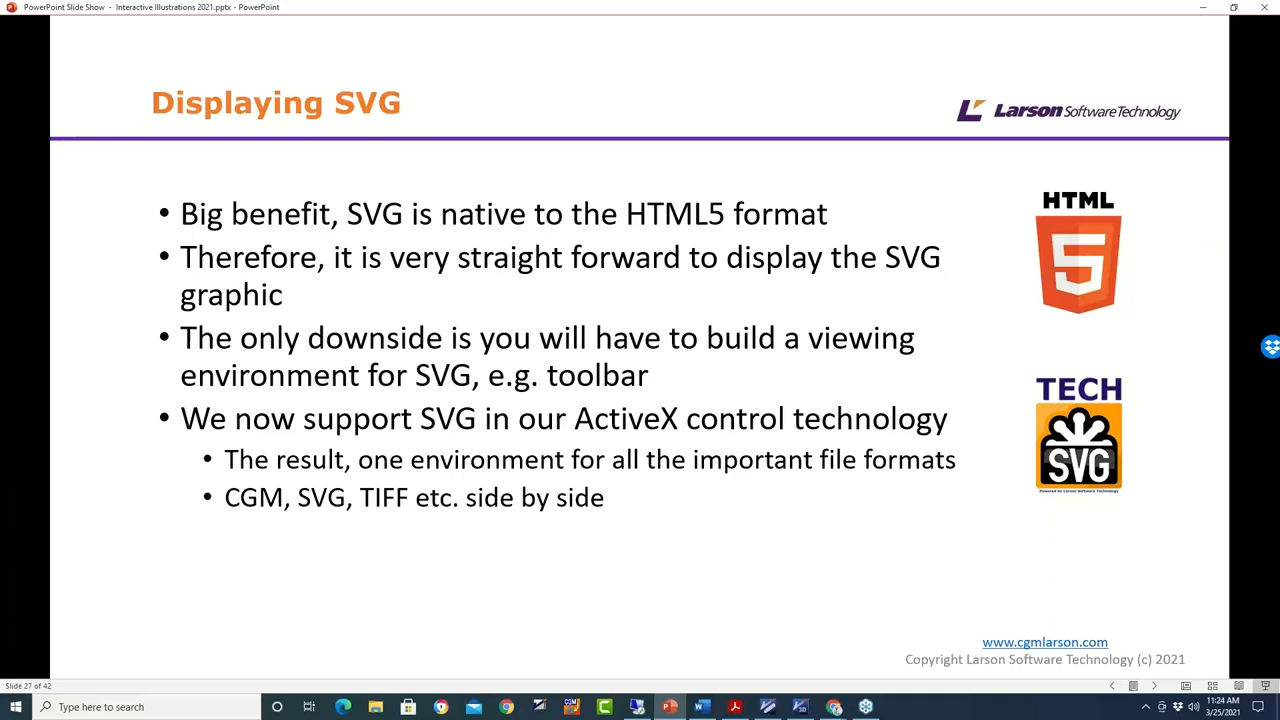 PowerPoint Slide Show - Interactive Illustrations 2021.pptx - PowerPoint
Displaying SVG
Larson SoftwareTechnology
• Big benefit, SVG is native to the HTML5 format
• Therefore, it is very straight forward to display the SVG
graphic
• The only downside is you will have to build a viewing
environment for SVG, e.g. toolbar
• We now support SVG in our ActiveX control technology
• The result, one environment for all the important file formats
• CGM, SVG, TIFF etc. side by side
HTML
5
TECH
SVG
Powered by Larson Software Technology
www.cgmlarson.com
Copyright Larson Software Technology (c) 2021
Slide 27 of 42
Type here to search
11:24 AM
3/25/2021